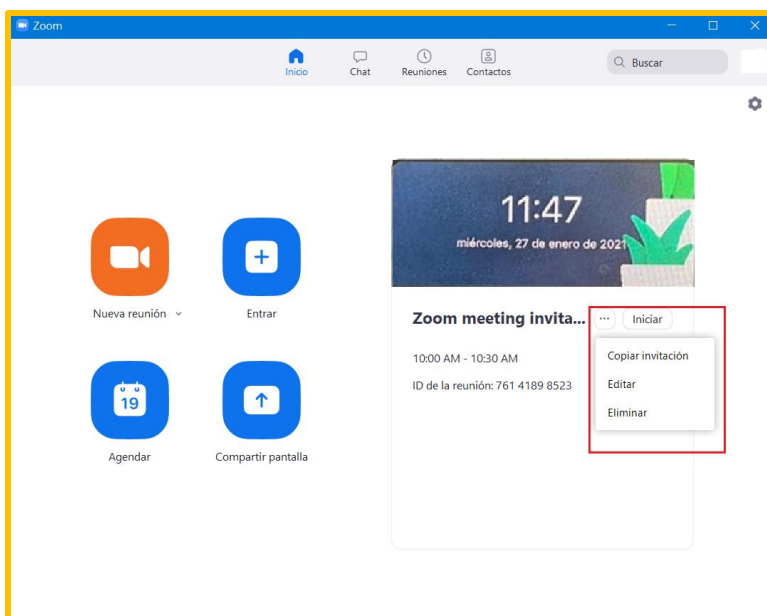 Zoom
Inicio
Chat
Reuniones
Contactos
Buscar
11:47
miércoles, 27 de enero de 2021
Nueva reunión
Entrar
Zoom meeting invita...
Iniciar
10:00 AM - 10:30 AM
Copiar invitación
ID de la reunión: 761 4189 8523
Editar
Eliminar
19
Agendar
Compartir pantalla